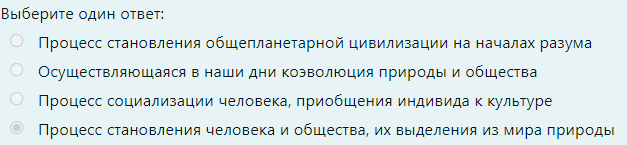 Выберите один ответ:
Процесс становления общепланетарной цивилизации на началах разума
Осуществляющаяся в наши дни коэволюция природы и общества
Процесс социализации человека, приобщения индивида к культуре
Процесс становления человека и общества, их выделения из мира природы